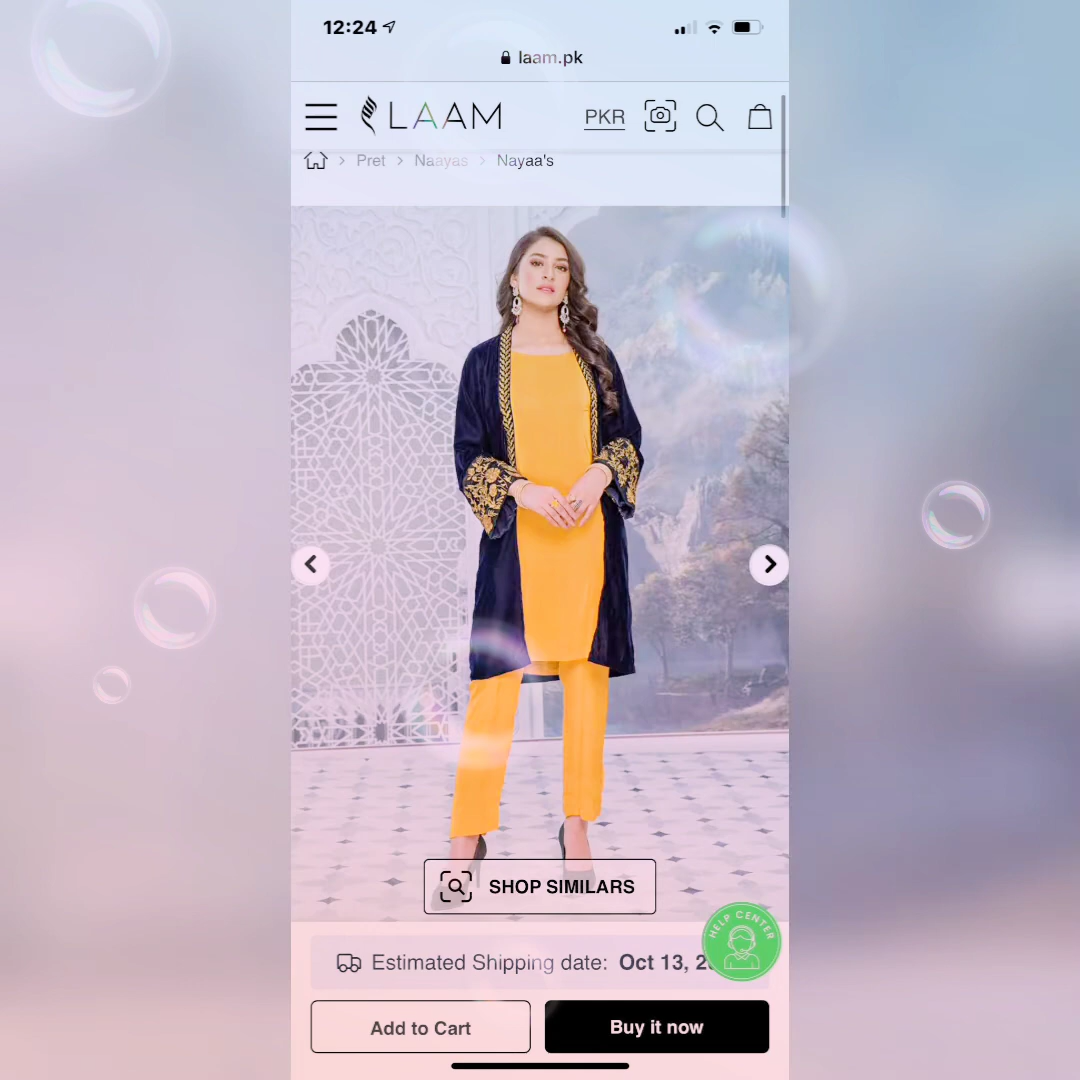 12:24
laam.pk
LAAM
PKR
Pret > Naayas > Nayaa's
SHOP SIMILARS
HELP CENTER
Estimated Shipping date: Oct 13,
Add to Cart
Buy it now